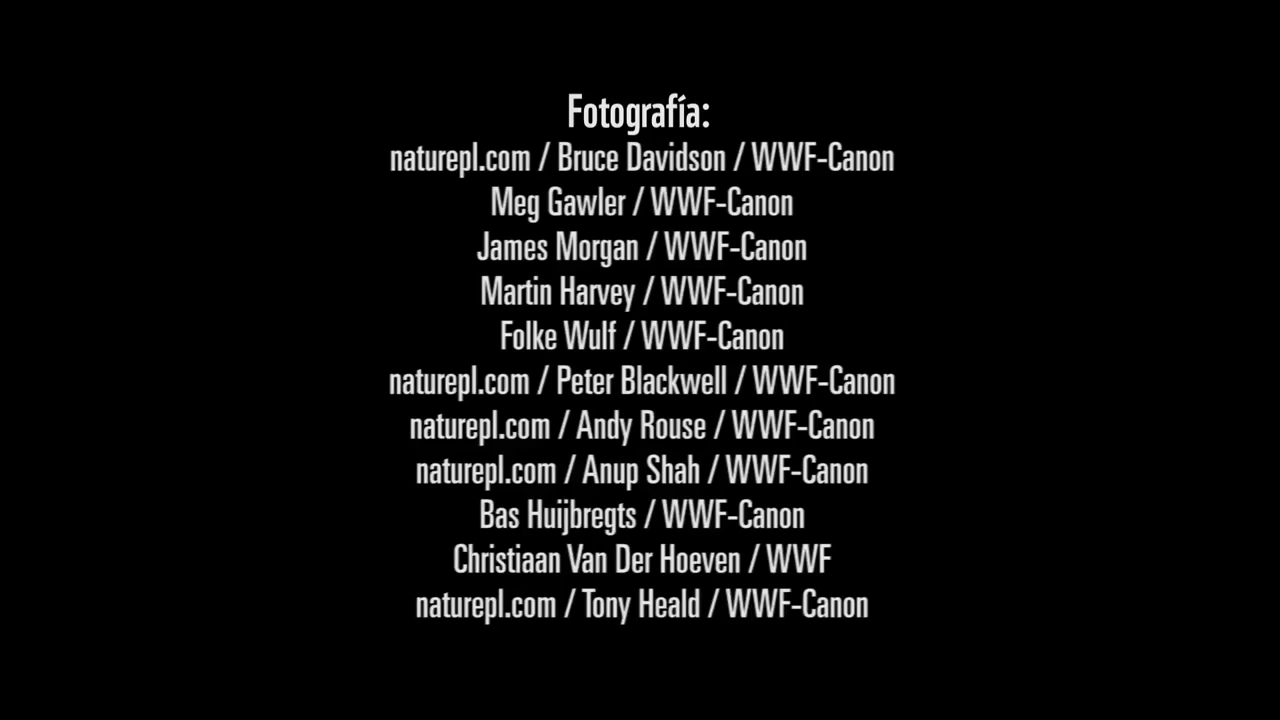 Fotografía:
naturepl.com / Bruce Davidson / WWF-Canon
Meg Gawler / WWF-Canon
James Morgan / WWF-Canon
Martin Harvey / WWF-Canon
Folke Wulf / WWF-Canon
naturepl.com / Peter Blackwell / WWF-Canon
naturepl.com / Andy Rouse / WWF-Canon
naturepl.com / Anup Shah / WWF-Canon
Bas Huijbregts / WWF-Canon
Christiaan Van Der Hoeven / WWF
naturepl.com / Tony Heald / WWF-Canon